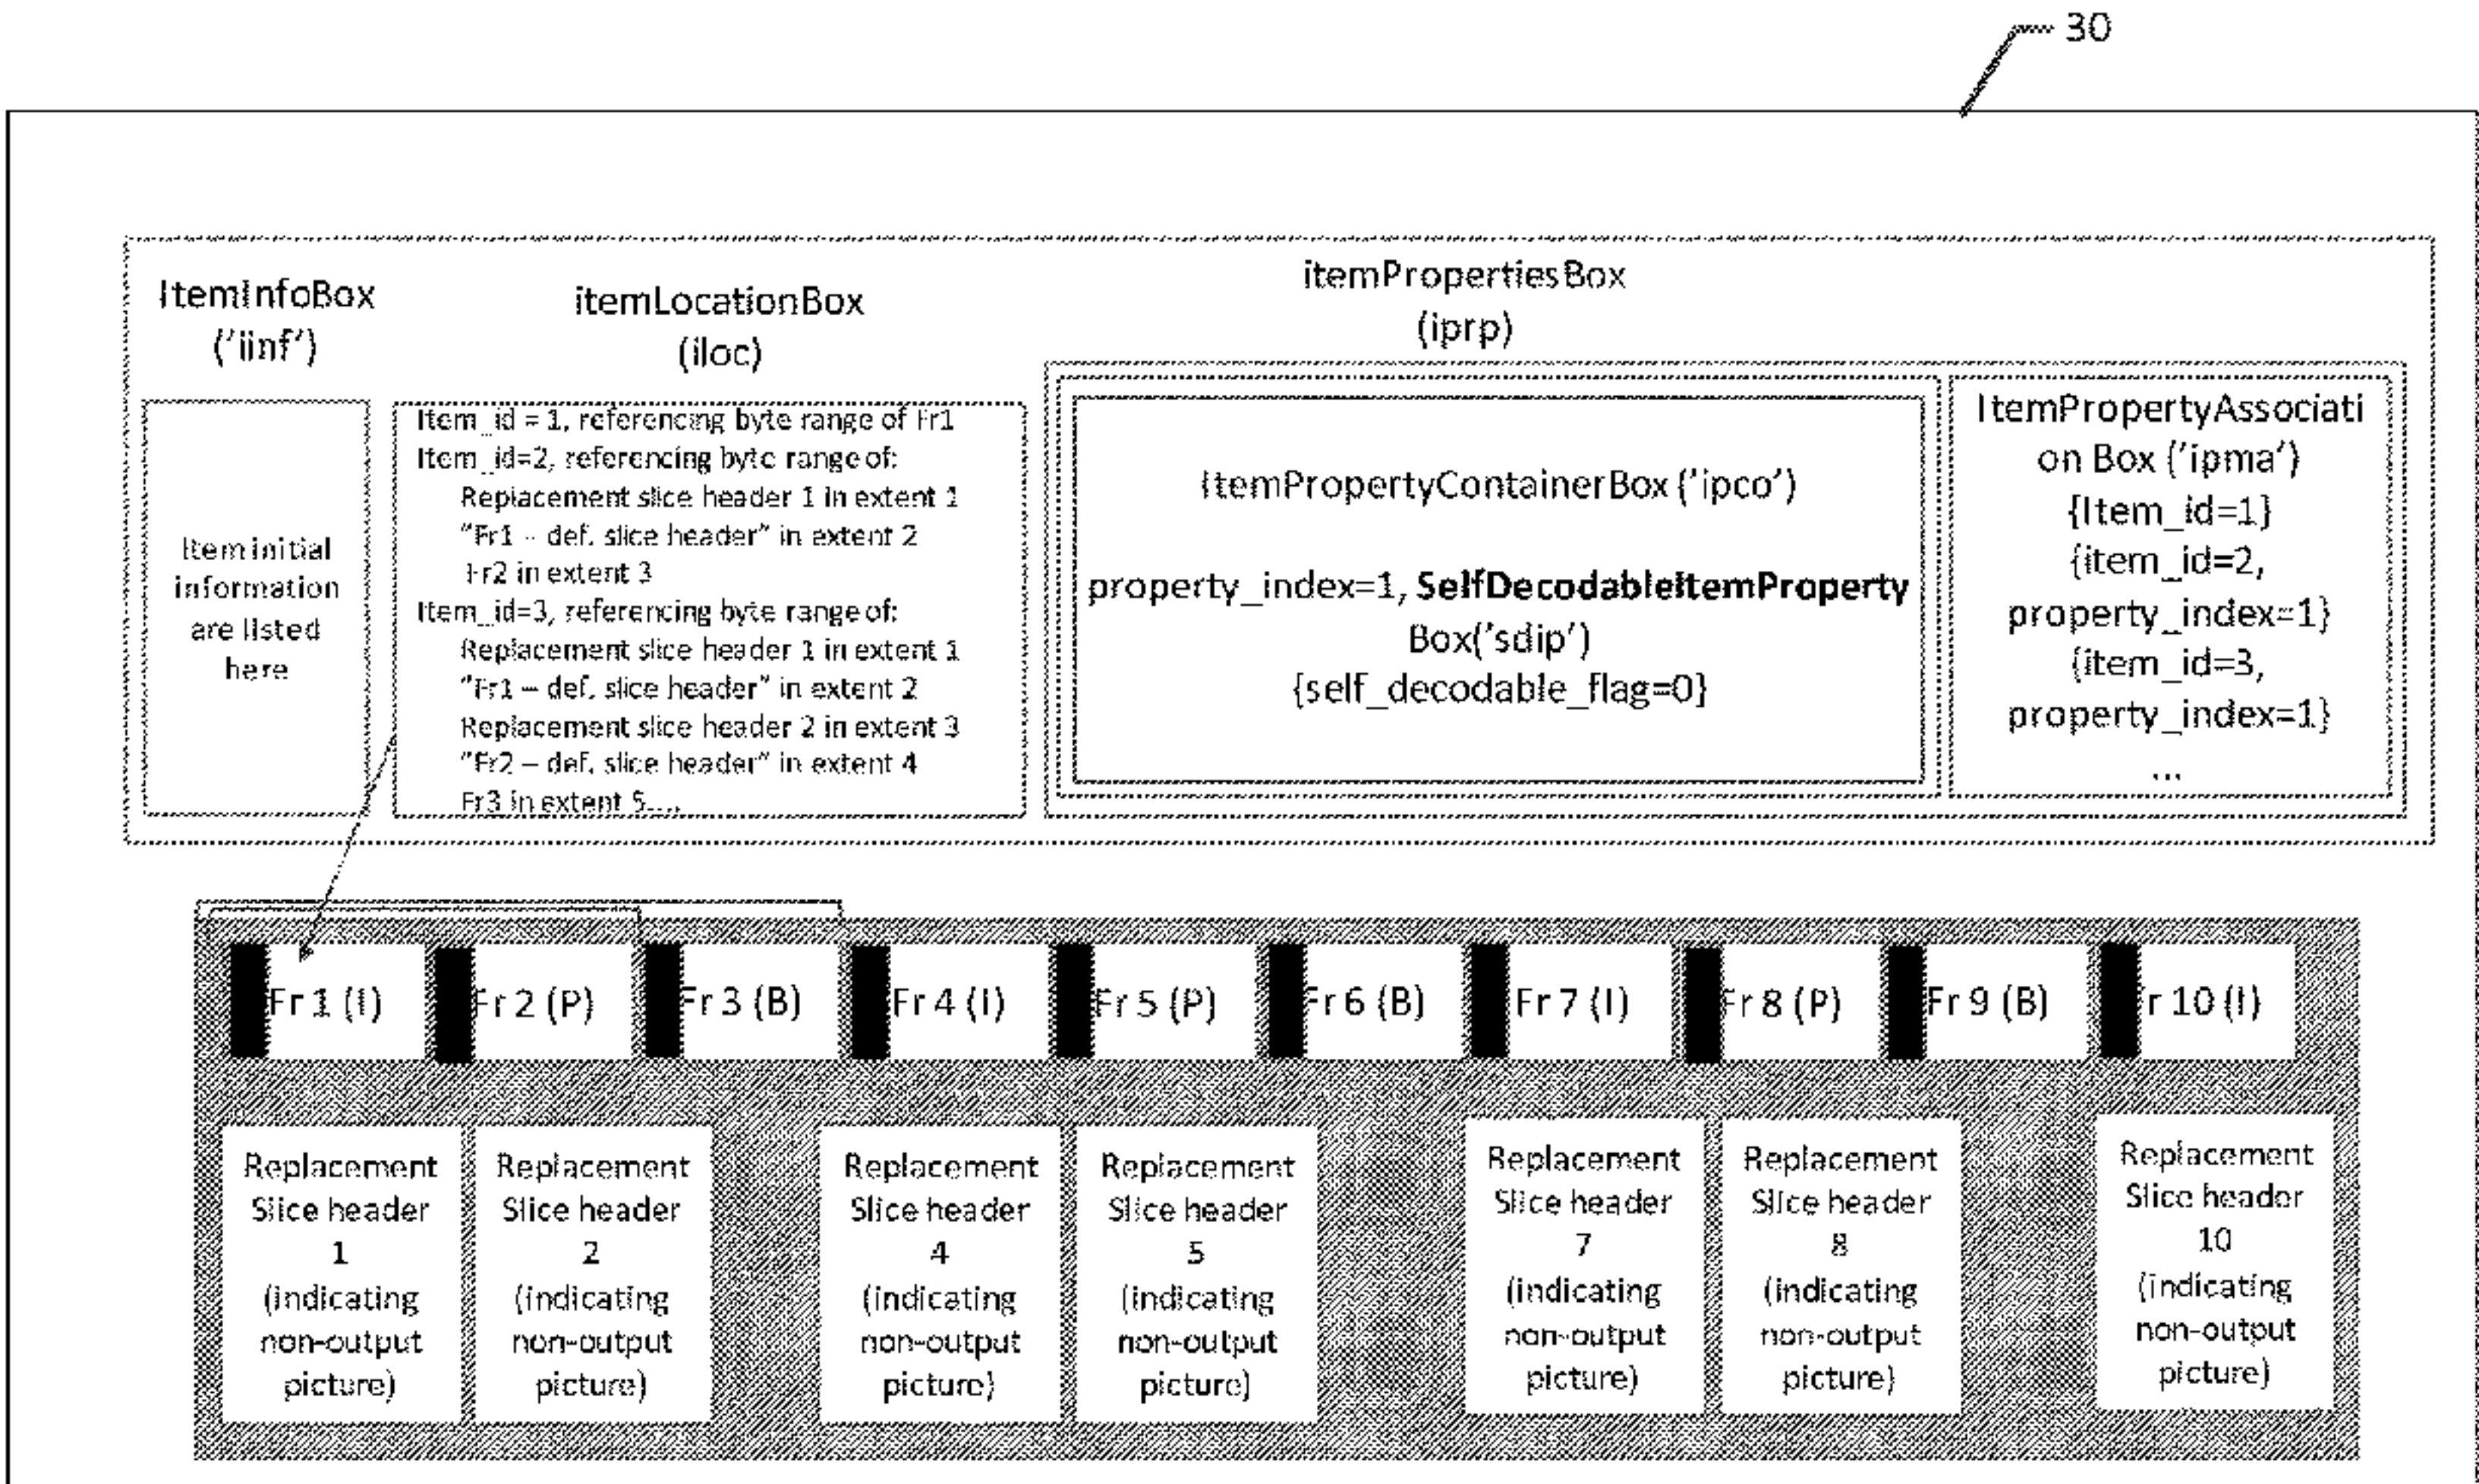 30
ItemInfoBox
('iinf')
itemLocationBox
(iloc)
itemPropertiesBox
(iprp)
Item initial
information
are listed
here
Item_id = 1, referencing byte range of Fr1
Item_id=2, referencing byte range of:
Replacement slice header 1 in extent 1
"Fr1 – def. slice header" in extent 2
Fr2 in extent 3
Item_id=3, referencing byte range of:
Replacement slice header 1 in extent 1
"Fr1 – def. slice header" in extent 2
Replacement slice header 2 in extent 3
"Fr2 – def. slice header" in extent 4
Fr3 in extent 5....
ItemPropertyContainerBox ('ipco')
property_index=1, SelfDecodableItemProperty
Box('sdip')
{self_decodable_flag=0}
ItemPropertyAssociati
on Box ('ipma')
{Item_id=1}
{item_id=2,
property_index=1}
{item_id=3,
property_index=1}
...
Fr 1 (I)
Fr 2 (P)
Fr 3 (B)
Fr 4 (I)
Fr 5 (P)
Fr 6 (B)
Fr 7 (I)
Fr 8 (P)
Fr 9 (B)
r 10 (I)
Replacement
Slice header
1
(indicating
non-output
picture)
Replacement
Slice header
2
(indicating
non-output
picture)
Replacement
Slice header
4
(indicating
non-output
picture)
Replacement
Slice header
5
(indicating
non-output
picture)
Replacement
Slice header
7
(indicating
non-output
picture)
Replacement
Slice header
8
(indicating
non-output
picture)
Replacement
Slice header
10
(indicating
non-output
picture)